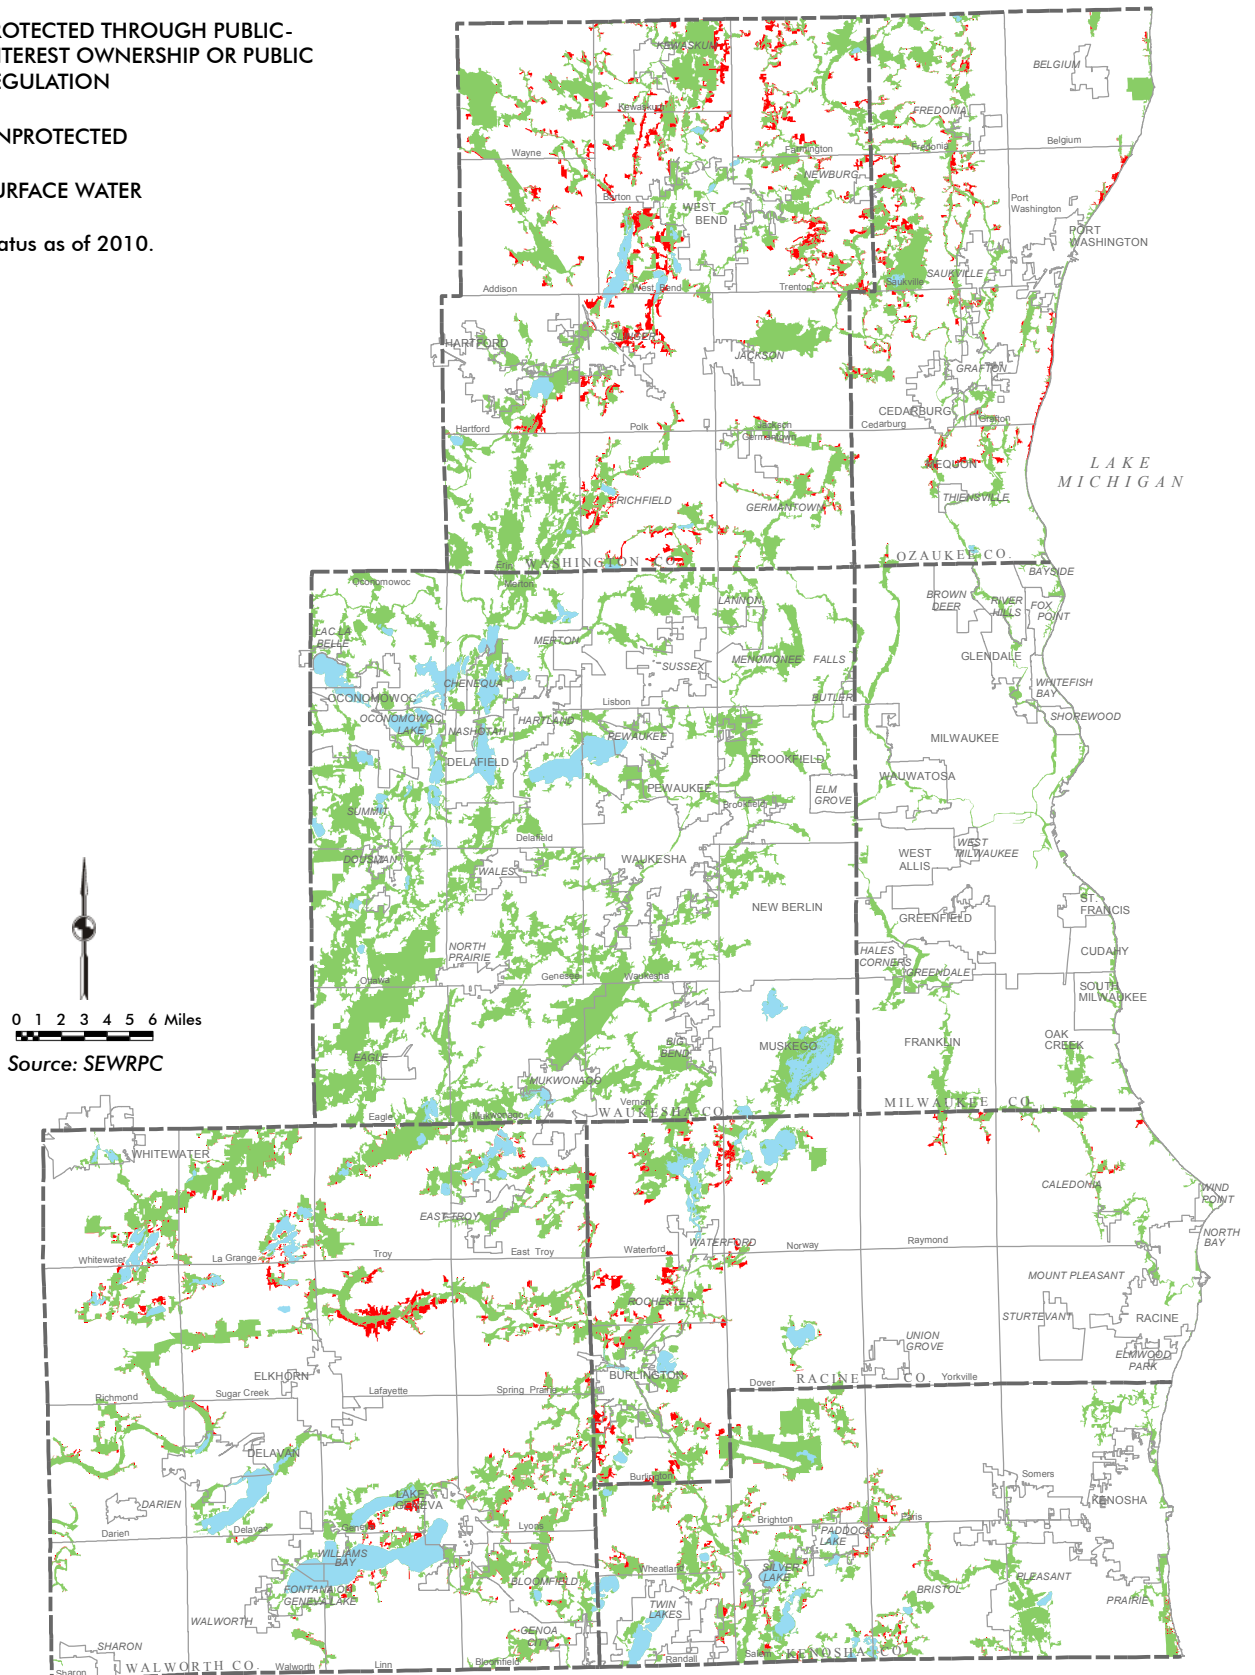 ROTECTED THROUGH PUBLIC-
NTEREST OWNERSHIP OR PUBLIC
EGULATION
NPROTECTED
URFACE WATER
atus as of 2010.
KEWASKUM
BELGIUM
Kewaskum
FREDONIA
Wayne
Farmington
Fredonia
Belgium
NEWBURG
Barton
WEST
BEND
Port
Washington
PORT
WASHINGTON
SAUKVILLE
Saukville
Addison
West Bend
Trenton
HARTFORD
SLINGER
JACKSON
GRAFTON
CEDARBURG
Grafton
Hartford
Polk
Jackson
Germantown
Cedarburg
MEQUON
LAKE
MICHIGAN
RICHFIELD
GERMANTOWN
THIENSVILLE
Erin
WASHINGTON CO.
OZAUKEE CO.
Oconomowoc
Merton
BAYSIDE
LANNON
BROWN
DEER
RIVER
HILLS
FOX
POINT
LAC LA
BELLE
MERTON
SUSSEX
MENOMONEE FALLS
GLENDALE
CHENEQUA
WHITEFISH
BAY
OCONOMOWOC
Lisbon
BUTLER
OCONOMOWOC
LAKE
NASHOTAH
HARTLAND
PEWAUKEE
SHOREWOOD
MILWAUKEE
DELAFIELD
BROOKFIELD
WAUWATOSA
PEWAUKEE
ELM
GROVE
Brookfield
SUMMIT
Delafield
WEST
MILWAUKEE
DOUSMAN
WALES
WAUKESHA
WEST
ALLIS
NEW BERLIN
ST.
FRANCIS
GREENFIELD
NORTH
PRAIRIE
HALES
CORNERS
CUDAHY
GREENDALE
Ottawa
Genesee
Waukesha
SOUTH
MILWAUKEE
0 1 2 3 4 5 6 Miles
Source: SEWRPC
EAGLE
BIG
BEND
MUSKEGO
FRANKLIN
OAK
CREEK
MUKWONAGO
Eagle
Mukwonago
Vernon
WAUKESHA CO.
MILWAUKEE CO.
WHITEWATER
CALEDONIA
WIND
POINT
EAST TROY
NORTH
BAY
WATERFORD
Whitewater
La Grange
Troy
East Troy
Waterford
Norway
Raymond
MOUNT PLEASANT
ROCHESTER
STURTEVANT
RACINE
UNION
GROVE
ELMWOOD
PARK
ELKHORN
BURLINGTON
Richmond
Sugar Creek
Lafayette
Spring Prairie
Dover
RACINE CO.
Yorkville
DELAVAN
Burlington
Somers
DARIEN
LAKE
GENEVA
KENOSHA
Darien
Delavan
Geneva
Lyons
Brighton
Paris
PADDOCK
LAKE
WILLIAMS
BAY
Wheatland
SILVER
LAKE
FONTANA ON
GENEVA LAKE
BLOOMFIELD
BRISTOL
PLEASANT
PRAIRIE
TWIN
LAKES
WALWORTH
GENOA
CITY
SHARON
Sharon
WALWORTH CO.
Walworth
Linn
Bloomfield
Randall
Salem
KENOSHA CO.